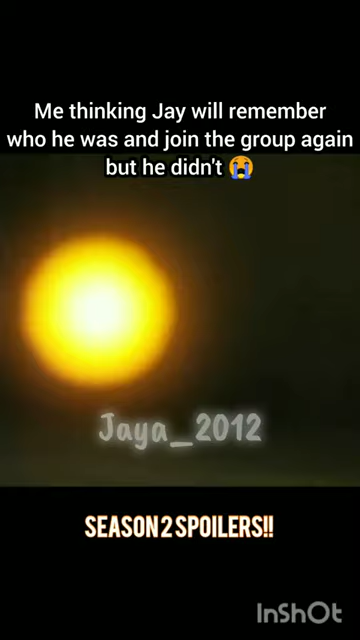 Me thinking Jay will remember
who he was and join the group again
but he didn't 😭
Jaya_2012
SEASON 2 SPOILERS!!
InShOt